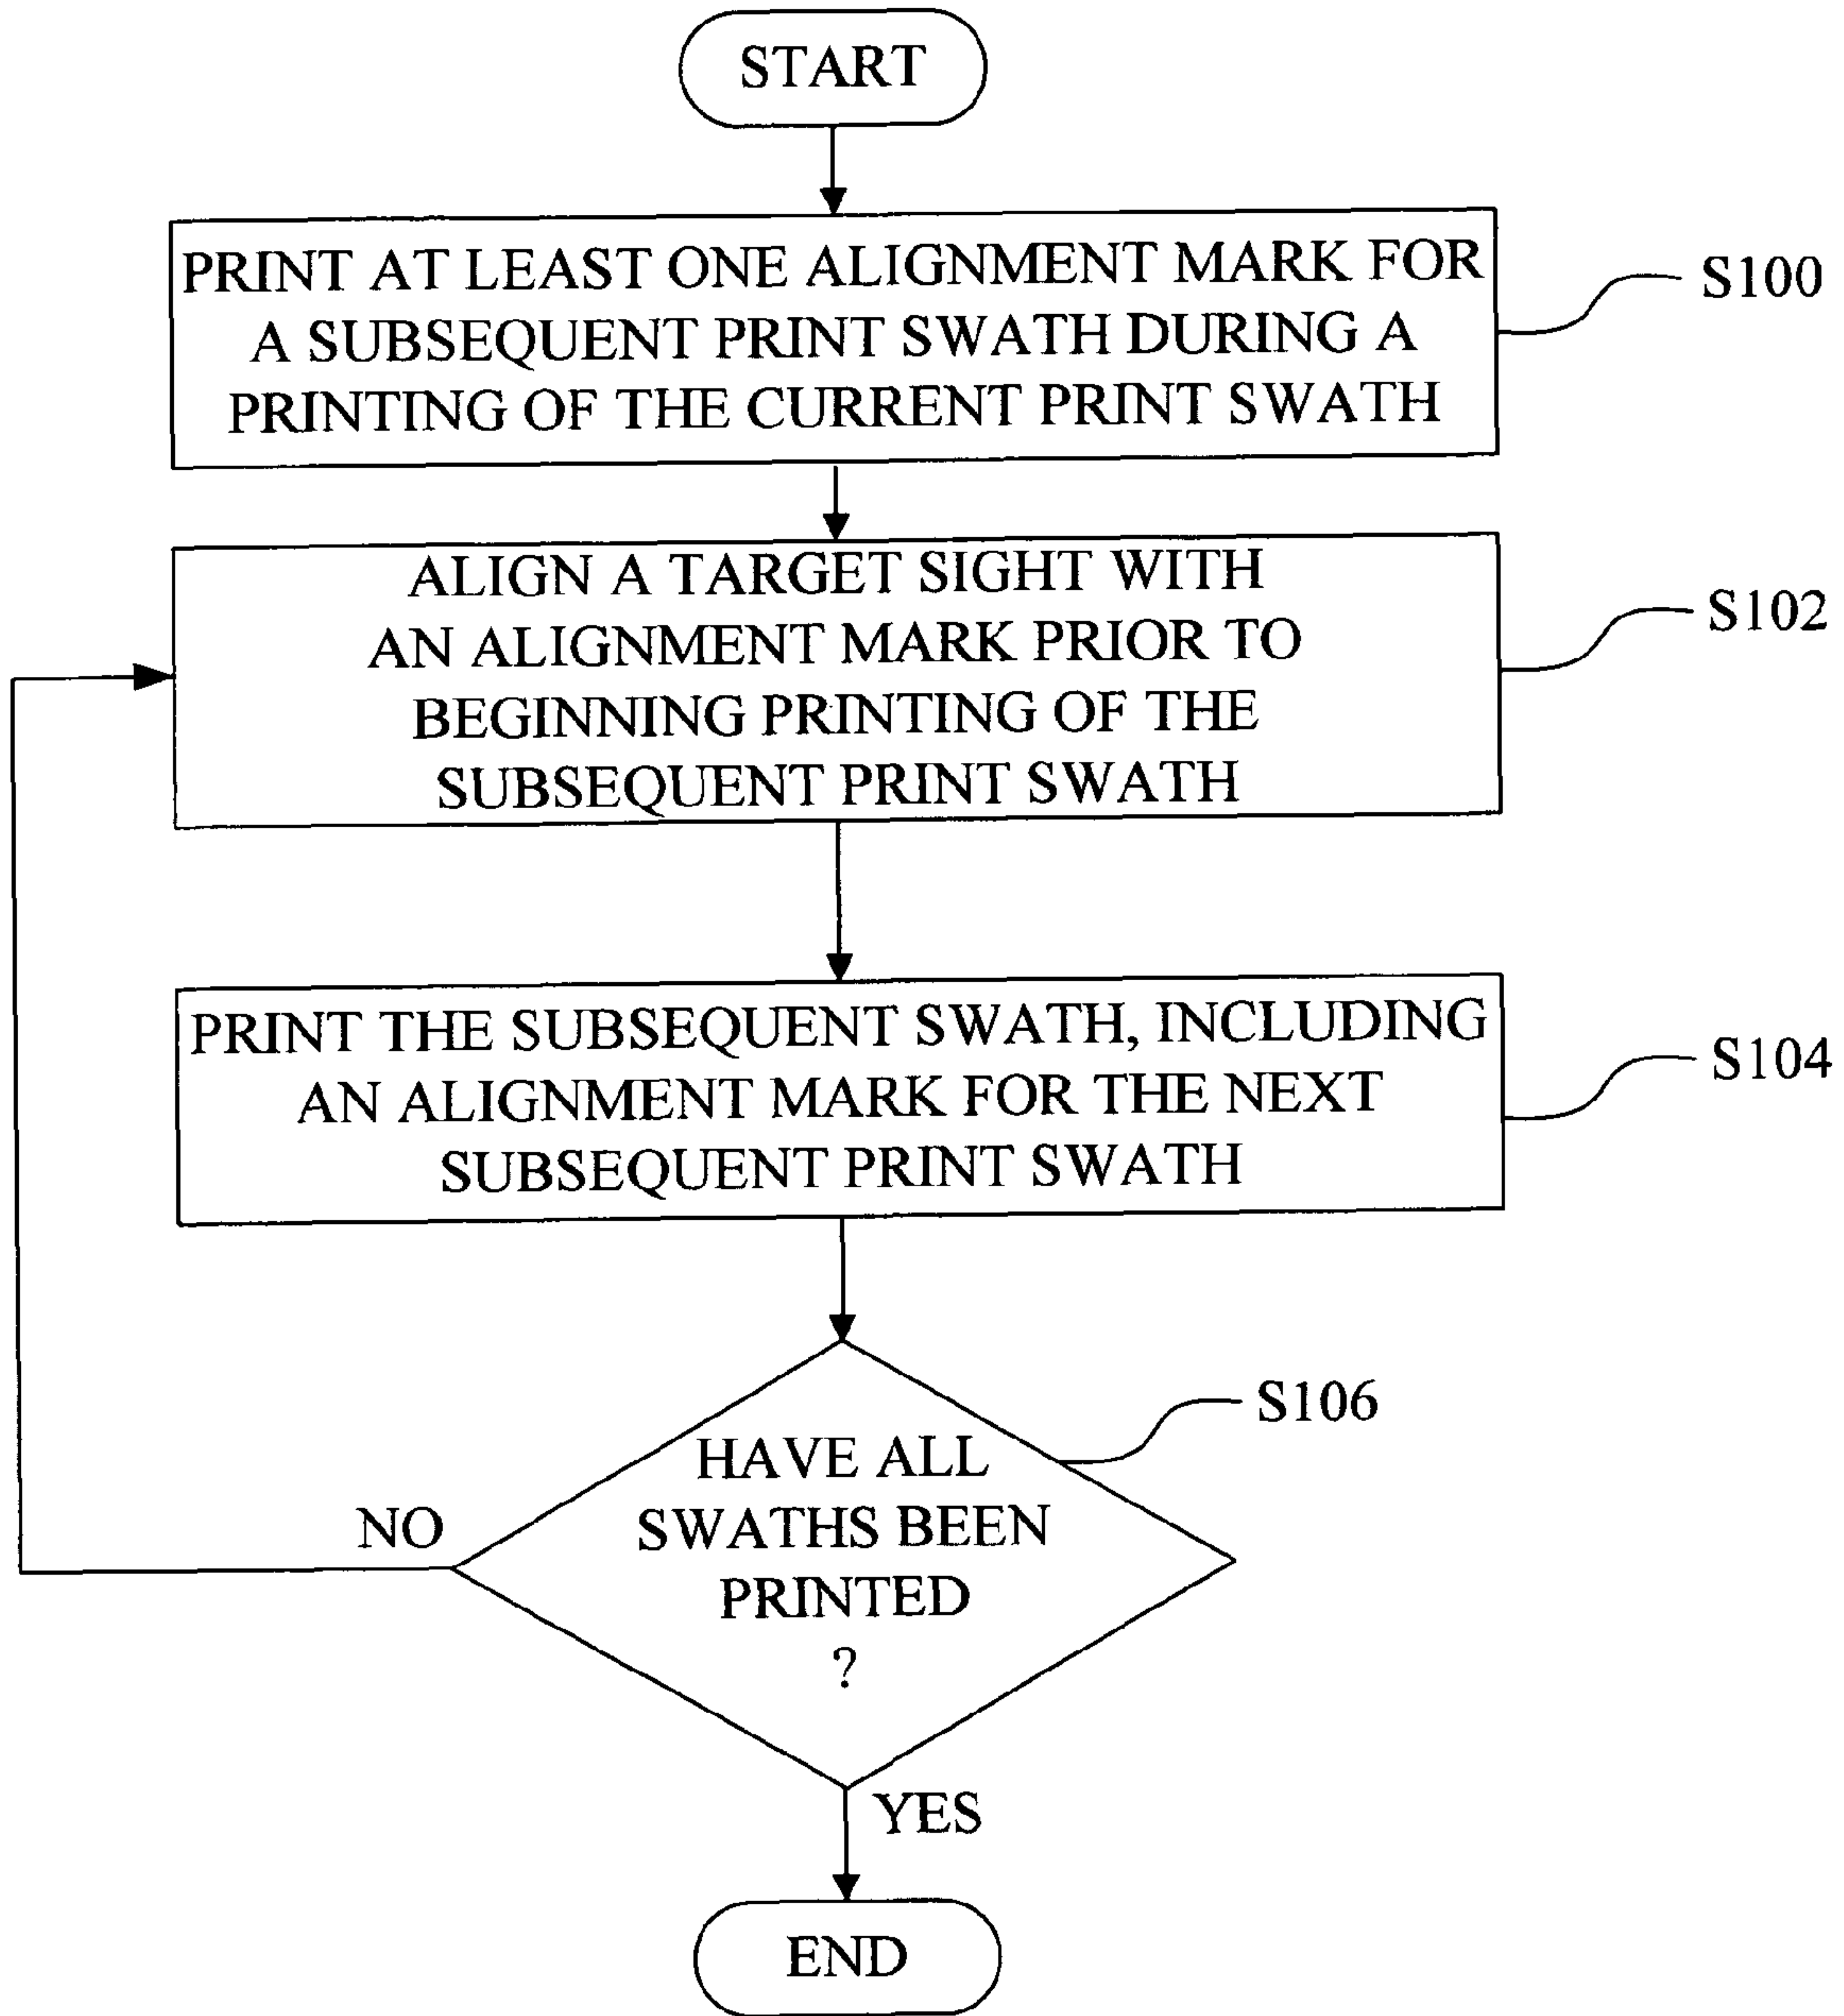 START
PRINT AT LEAST ONE ALIGNMENT MARK FOR
A SUBSEQUENT PRINT SWATH DURING A
PRINTING OF THE CURRENT PRINT SWATH
S100
ALIGN A TARGET SIGHT WITH
AN ALIGNMENT MARK PRIOR TO
BEGINNING PRINTING OF THE
SUBSEQUENT PRINT SWATH
S102
PRINT THE SUBSEQUENT SWATH, INCLUDING
AN ALIGNMENT MARK FOR THE NEXT
SUBSEQUENT PRINT SWATH
S104
HAVE ALL
SWATHS BEEN
PRINTED
?
S106
NO
YES
END